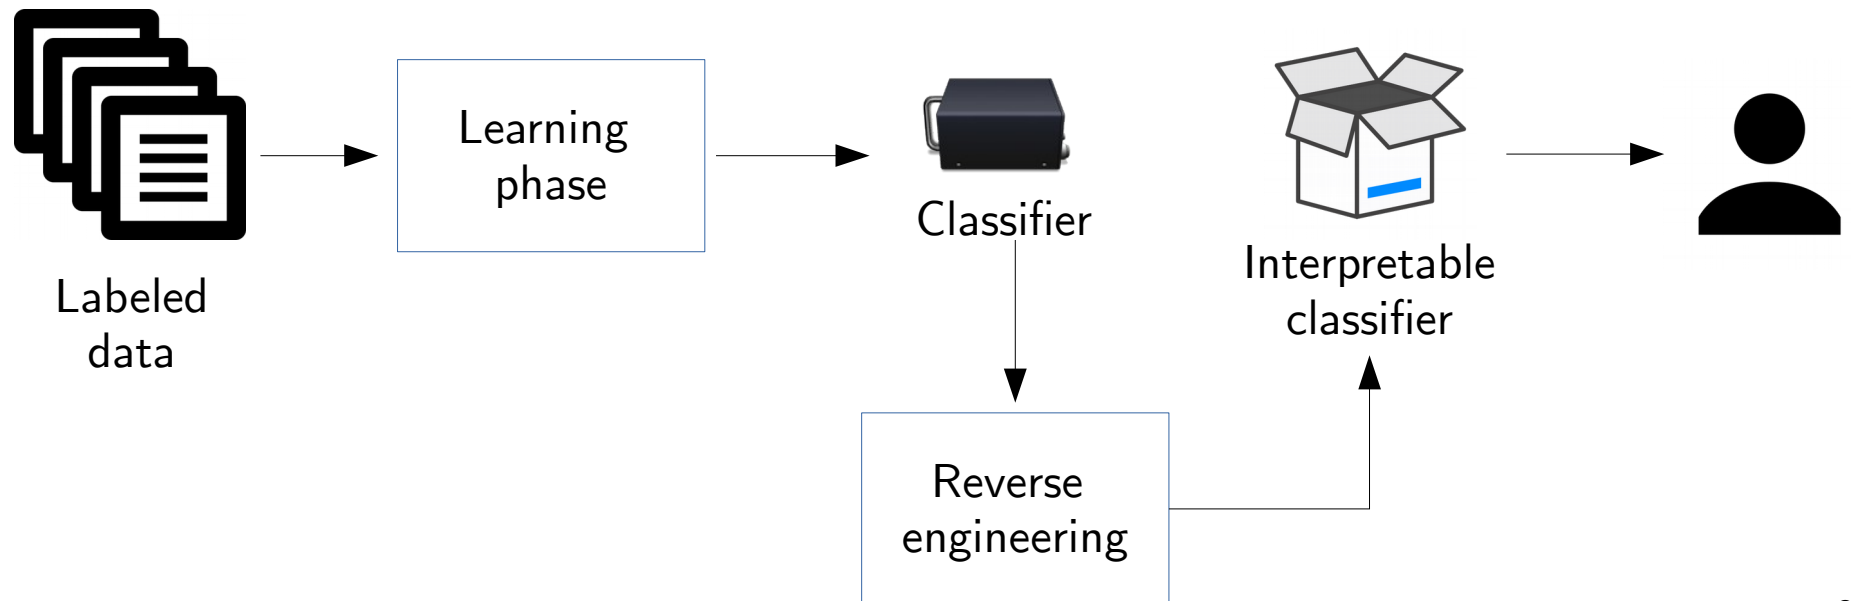 Labeled
data
Learning
phase
Classifier
Reverse
engineering
Interpretable
classifier